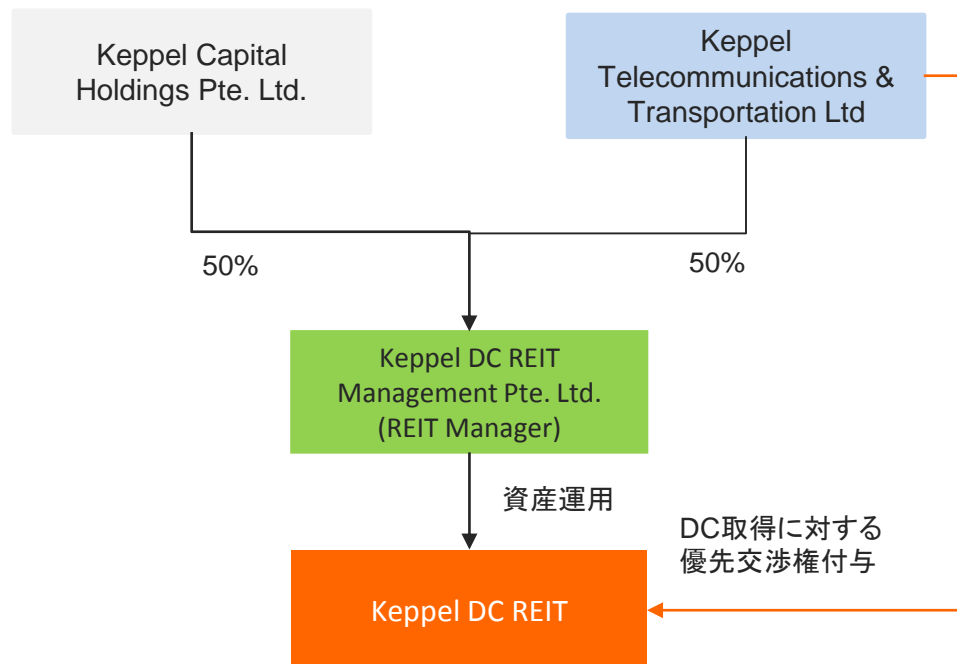 Keppel Capital
Holdings Pte. Ltd.
Keppel
Telecommunications &
Transportation Ltd
50%
50%
Keppel DC REIT
Management Pte. Ltd.
(REIT Manager)
資産運用
DC取得に対する
優先交渉権付与
Keppel DC REIT